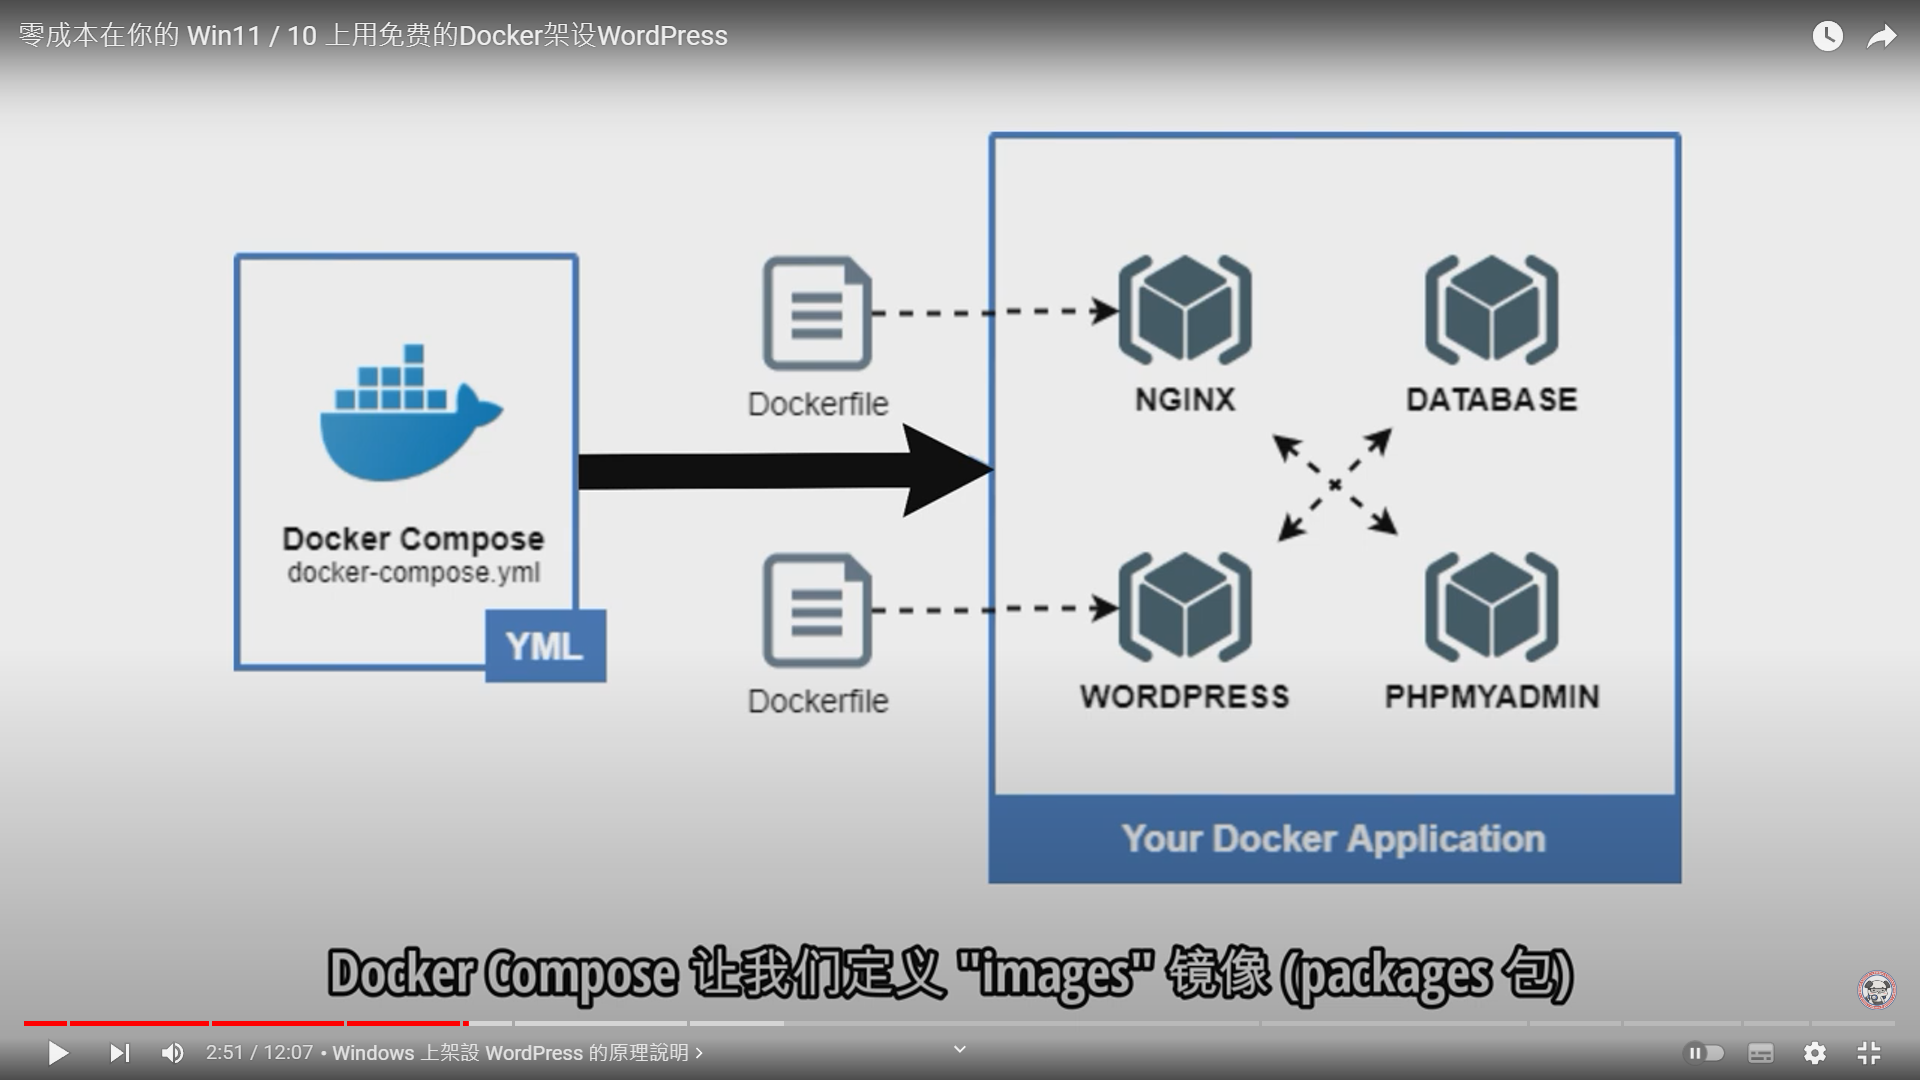 零成本在你的 Win11 / 10 上用免费的Docker架设WordPress
Docker Compose
docker-compose.yml
YML
Dockerfile
Dockerfile
NGINX
DATABASE
WORDPRESS
PHPMYADMIN
Your Docker Application
Docker Compose 让我们定义 "images" 镜像 (packages 包)
2:51 / 12:07 • Windows 上架設 WordPress 的原理說明 ›